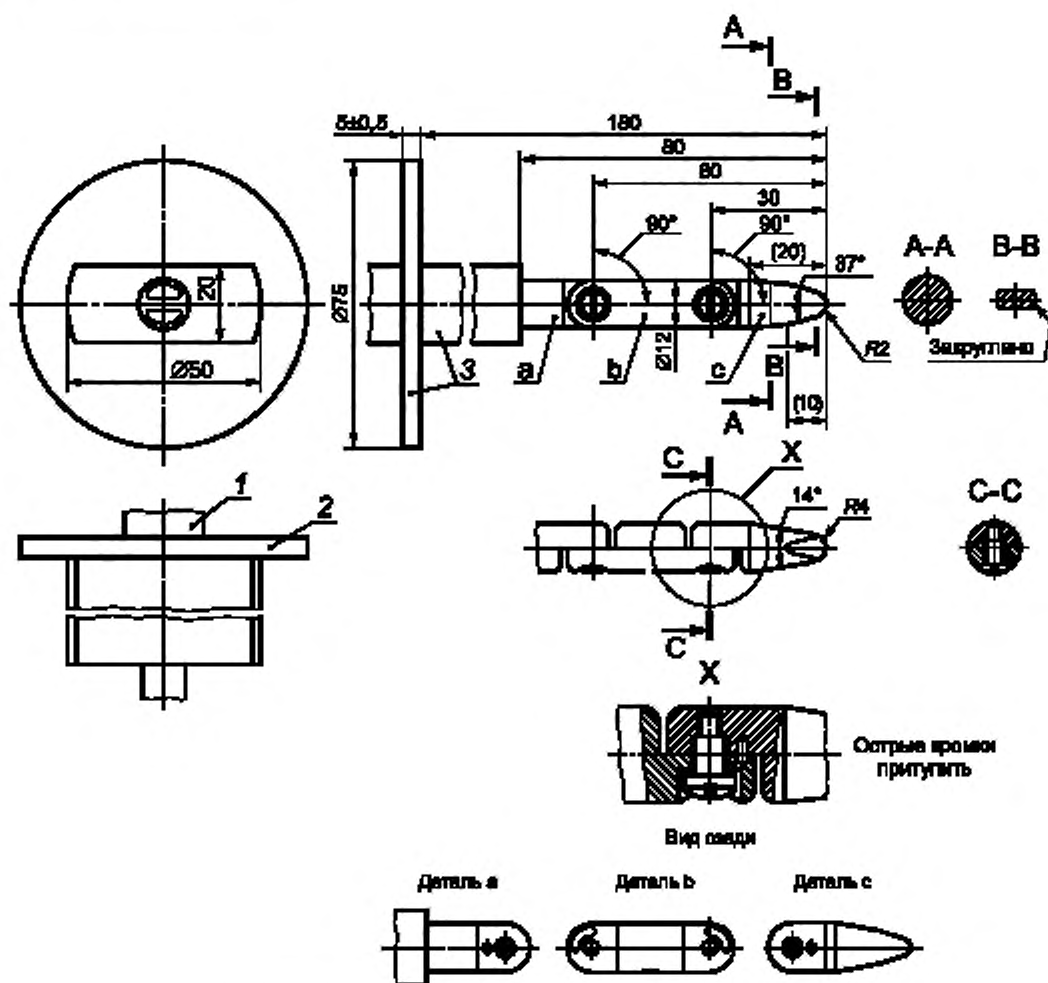 A
B
5±0,5
180
80
60
30
90°
90°
(20)
37°
A-A
B-B
20
Ø75
Ø50
3
a
b
Ø12
c
B
R2
Закруглено
A
(10)
C
X
1
2
14°
R4
C-C
C
X
Острые кромки
притупить
Вид сзади
Деталь a
Деталь b
Деталь c